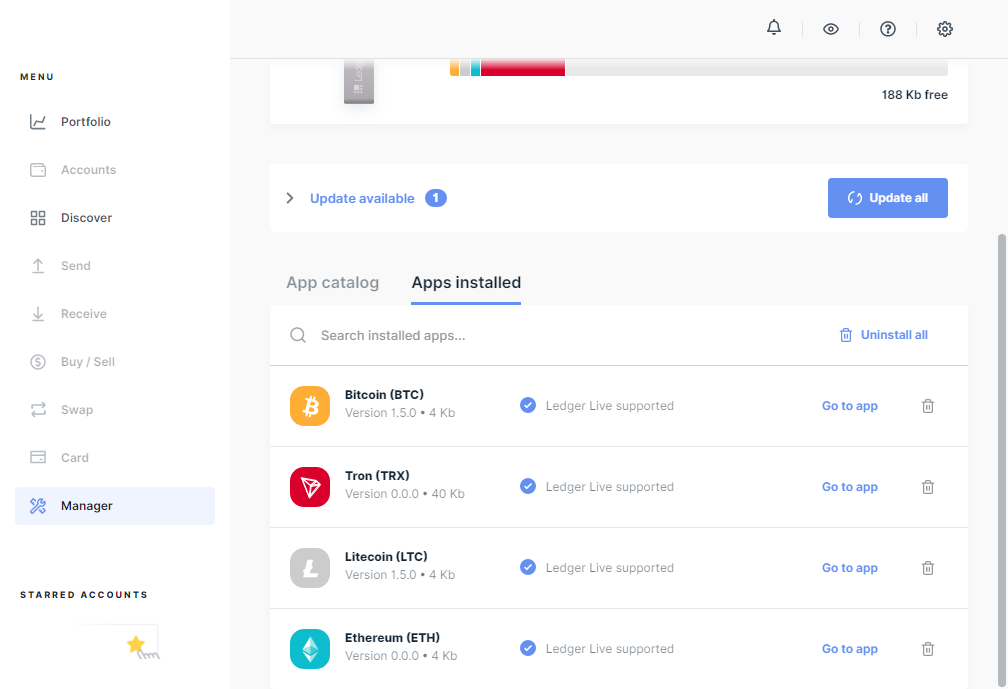 MENU
Portfolio
Accounts
Discover
Send
Receive
Buy / Sell
Swap
Card
Manager
STARRED ACCOUNTS
188 Kb free
Update available 1
Update all
App catalog
Apps installed
Search installed apps...
Uninstall all
Bitcoin (BTC)
Version 1.5.0 • 4 Kb
Ledger Live supported
Go to app
Tron (TRX)
Version 0.0.0 • 40 Kb
Ledger Live supported
Go to app
Litecoin (LTC)
Version 1.5.0 • 4 Kb
Ledger Live supported
Go to app
Ethereum (ETH)
Version 0.0.0 • 4 Kb
Ledger Live supported
Go to app